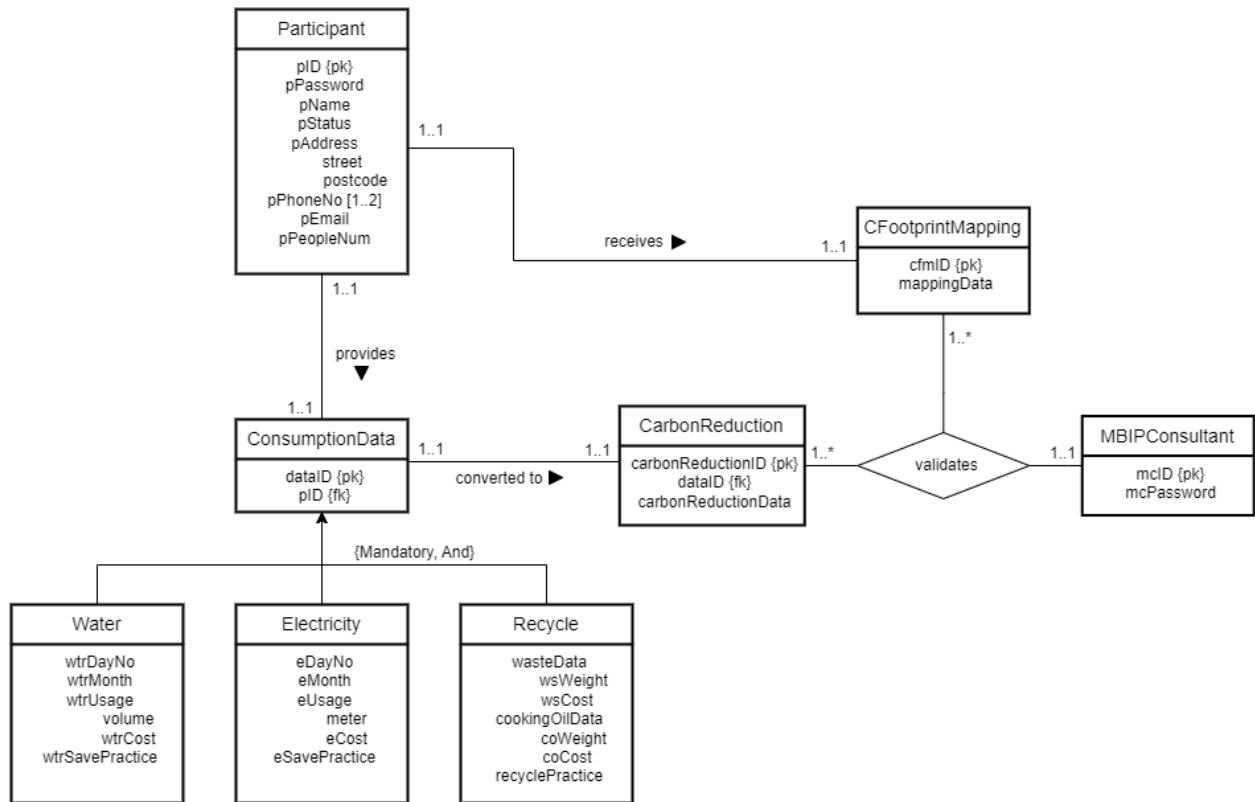 Participant
pID {pk}
pPassword
pName
pStatus
pAddress
street
postcode
pPhoneNo [1..2]
pEmail
pPeopleNum
1..1
receives
1..1
CFootprintMapping
cfmID {pk}
mappingData
1..1
provides
1..1
ConsumptionData
dataID {pk}
pID {fk}
1..1
converted to
1..1
CarbonReduction
carbonReductionID {pk}
dataID {fk}
carbonReductionData
1..*
1..*
validates
1..1
MBIPConsultant
mcID {pk}
mcPassword
{Mandatory, And}
Water
wtrDayNo
wtrMonth
wtrUsage
volume
wtrCost
wtrSavePractice
Electricity
eDayNo
eMonth
eUsage
meter
eCost
eSavePractice
Recycle
wasteData
wsWeight
wsCost
cookingOilData
coWeight
coCost
recyclePractice